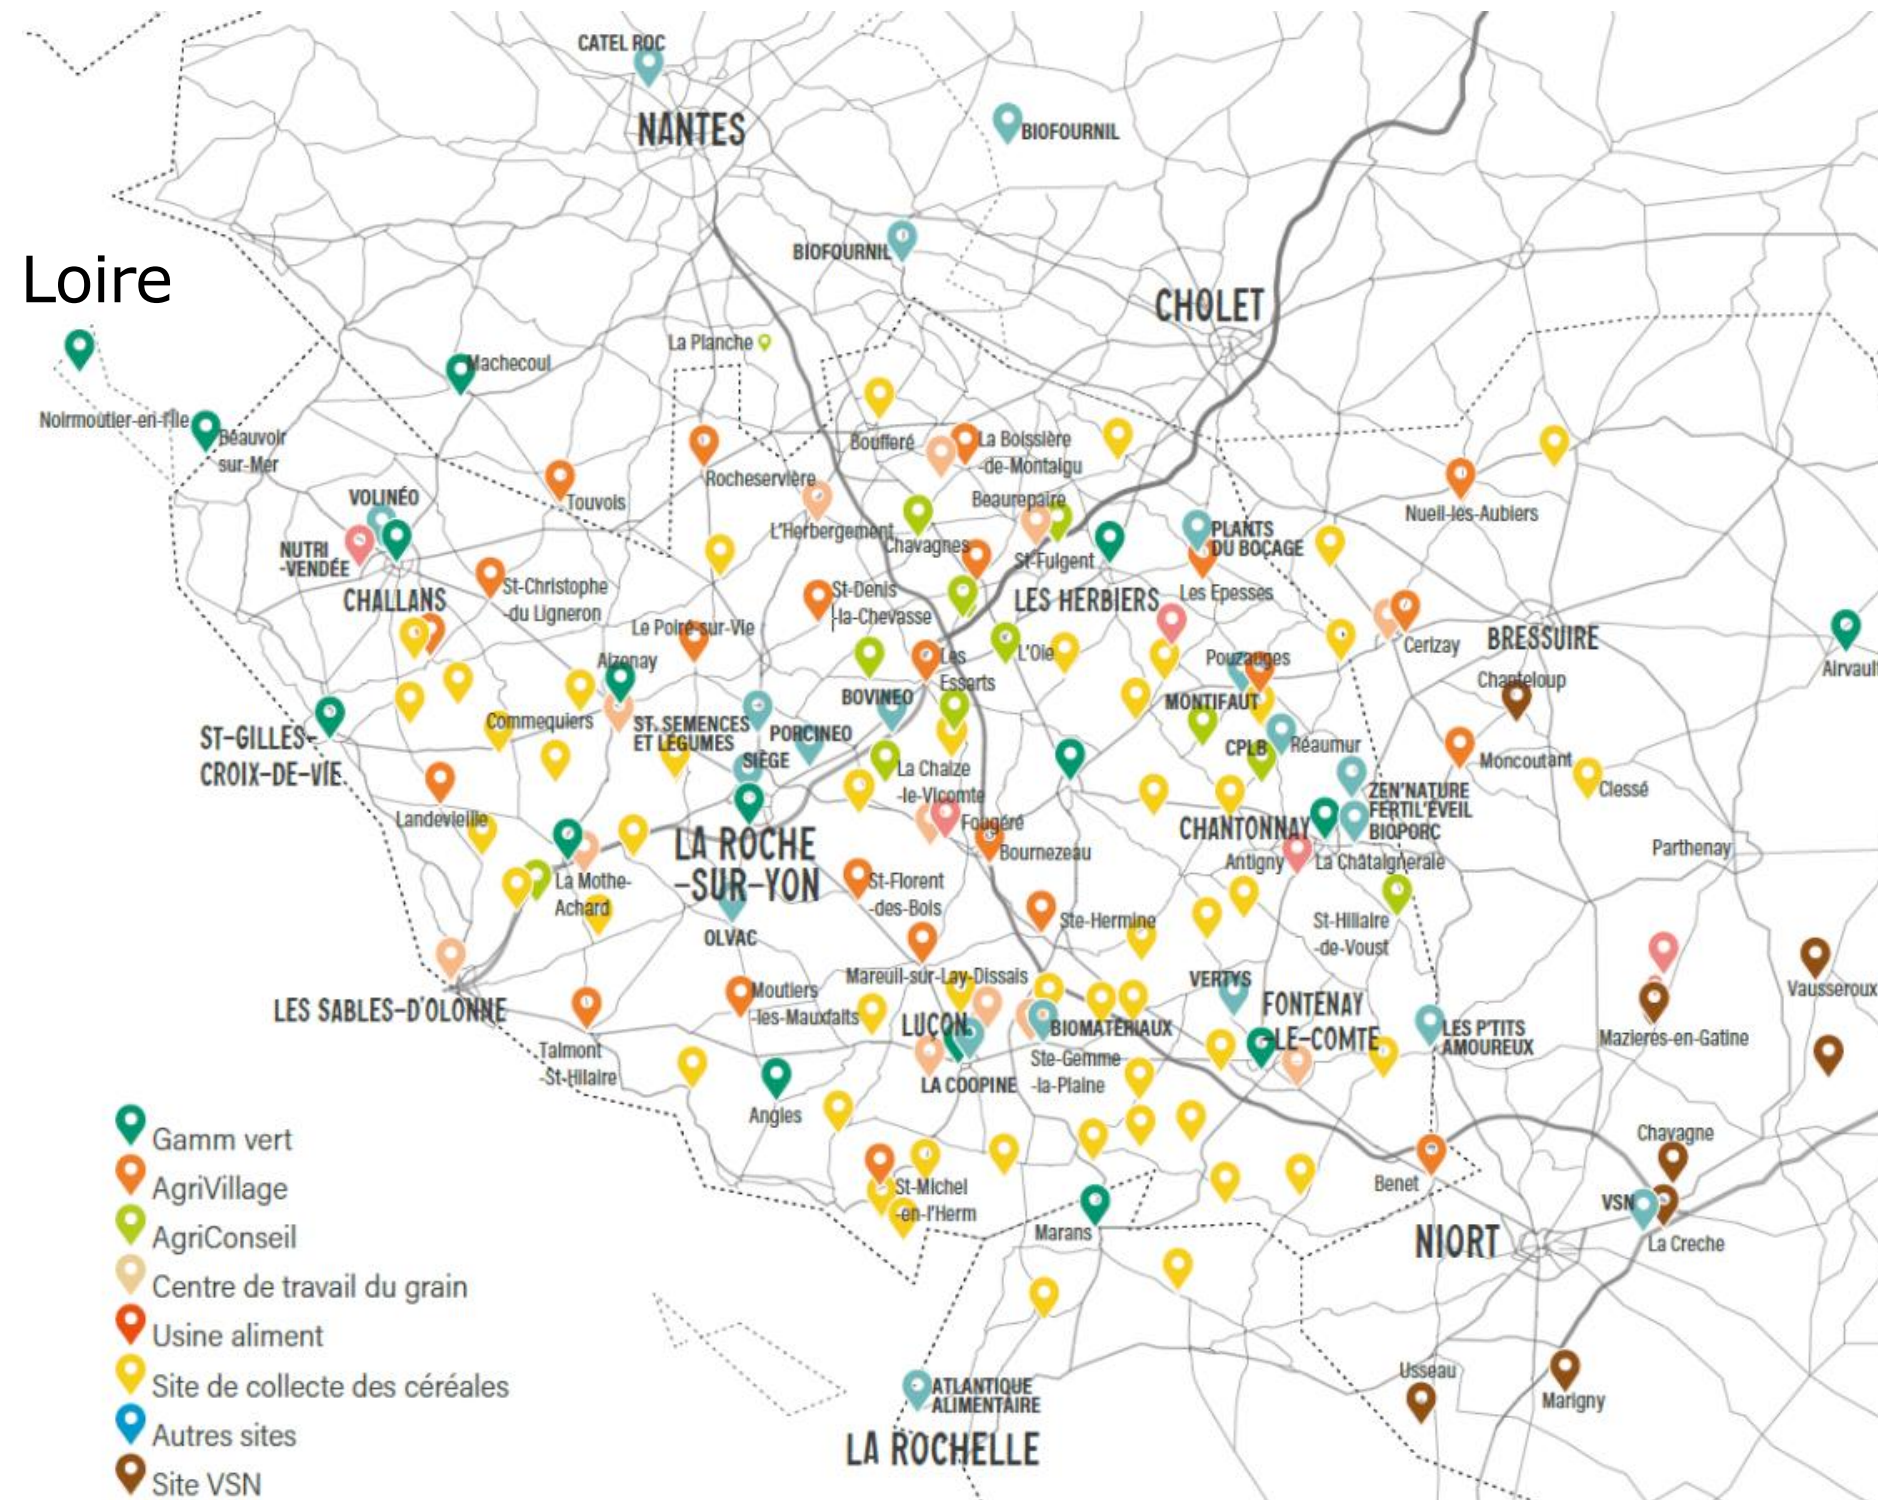 CATEL ROC
NANTES
BIOFOURNIL
BIOFOURNIL
Loire
CHOLET
La Planche
Machecoul
Noirmoutier-en-l'île
Beauvoir
sur-Mer
Boufferé
La Boissière
-de-Montaigu
Rocheservière
Touvois
VOLINÉO
Beaurepaire
L'Herbergement
Nueil-les-Aubiers
NUTRI
-VENDÉE
Chavagnes
St-Fulgent
PLANTS
DU BOCAGE
CHALLANS
St-Christophe
-du Ligneron
St-Denis
-la-Chevasse
LES HERBIERS
Les Epesses
Le Poiré-sur-Vie
Cerizay
BRESSUIRE
Aizenay
Les
Essarts
L'Oie
Pouzauges
Airvault
Chanteloup
BOVINEO
MONTIFAUT
Commequiers
ST. SEMENCES
ET LÉGUMES
PORCINEO
ST-GILLES-
CROIX-DE-VIE
SIÈGE
CPLB
Réaumur
Moncoutant
La Chaize
-le-Vicomte
ZEN'NATURE
FERTIL'ÉVEIL
BIOPORC
Clessé
Landevieille
Fougéré
CHANTONNAY
LA ROCHE
-SUR-YON
Bournezeau
Antigny
La Châtaigneraie
Parthenay
La Mothe-
Achard
St-Florent
-des-Bois
Ste-Hermine
St-Hilaire
-de-Voust
OLVAC
Mareuil-sur-Lay-Dissais
VERTYS
Vausseroux
LES SABLES-D'OLONNE
Moutiers
-les-Mauxfaits
LUÇON
BIOMATÉRIAUX
FONTENAY
-LE-COMTE
LES P'TITS
AMOUREUX
Mazieres-en-Gatine
Talmont
-St-Hilaire
Ste-Gemme
-la-Plaine
LA COOPINE
Angles
Chavagne
St-Michel
-en-l'Herm
Benet
VSN
Marans
NIORT
La Creche
Gamm vert
AgriVillage
AgriConseil
Centre de travail du grain
Usine aliment
Site de collecte des céréales
Autres sites
Site VSN
ATLANTIQUE
ALIMENTAIRE
LA ROCHELLE
Usseau
Marigny